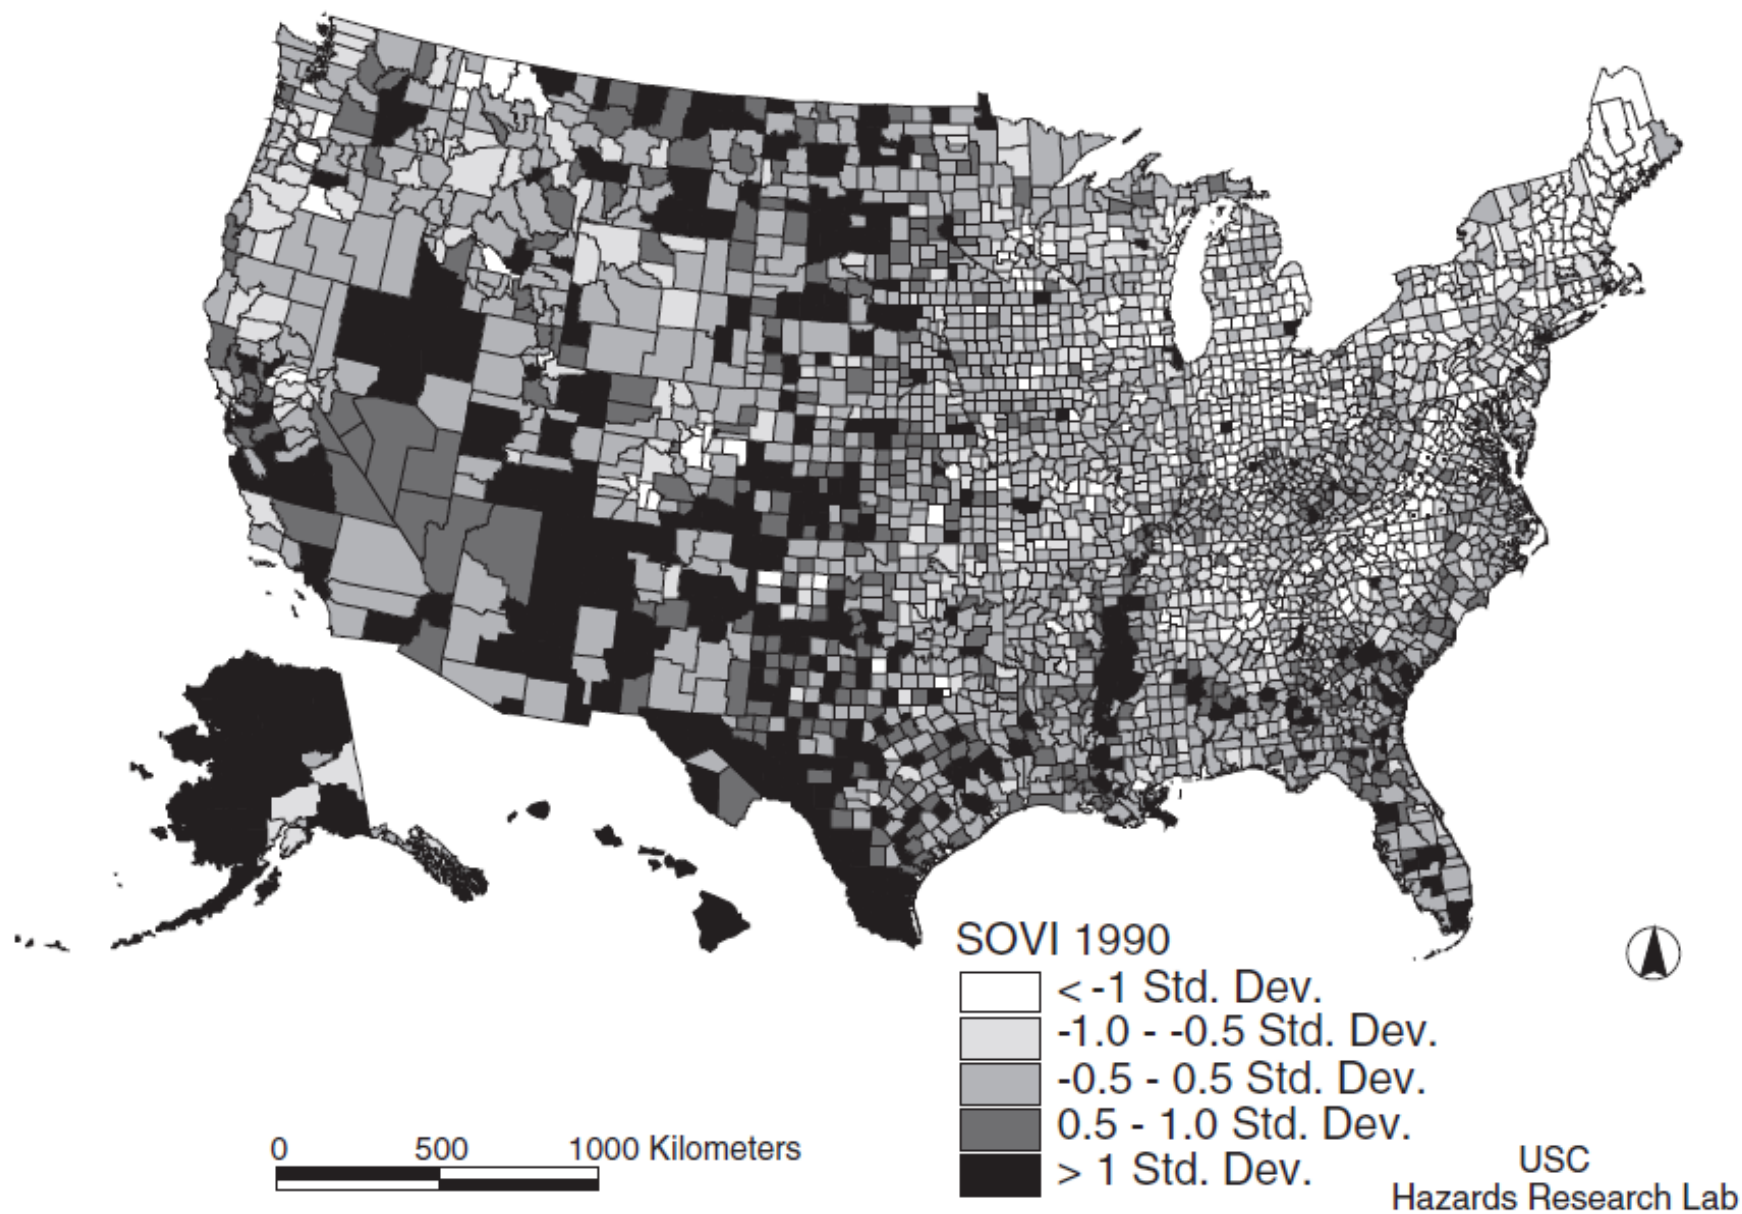 SOVI 1990
< -1 Std. Dev.
-1.0 - -0.5 Std. Dev.
-0.5 - 0.5 Std. Dev.
0.5 - 1.0 Std. Dev.
> 1 Std. Dev.
0 500 1000 Kilometers
USC
Hazards Research Lab